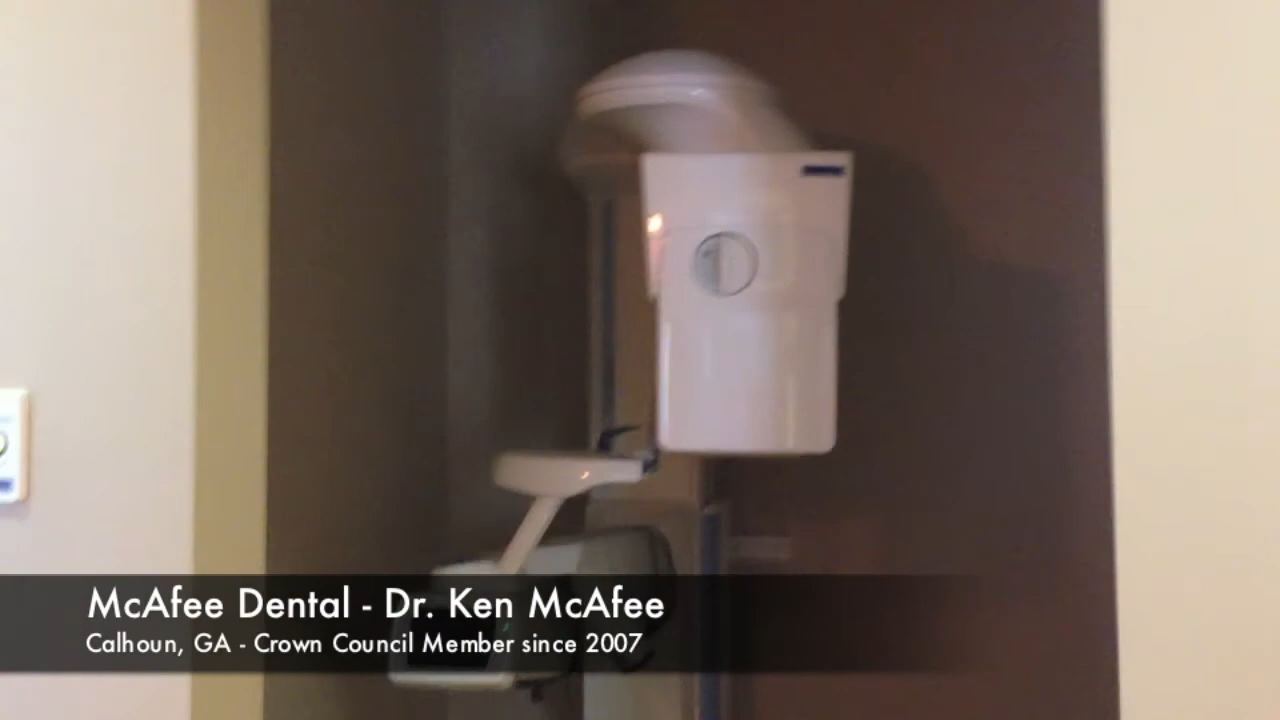 McAfee Dental - Dr. Ken McAfee
Calhoun, GA - Crown Council Member since 2007